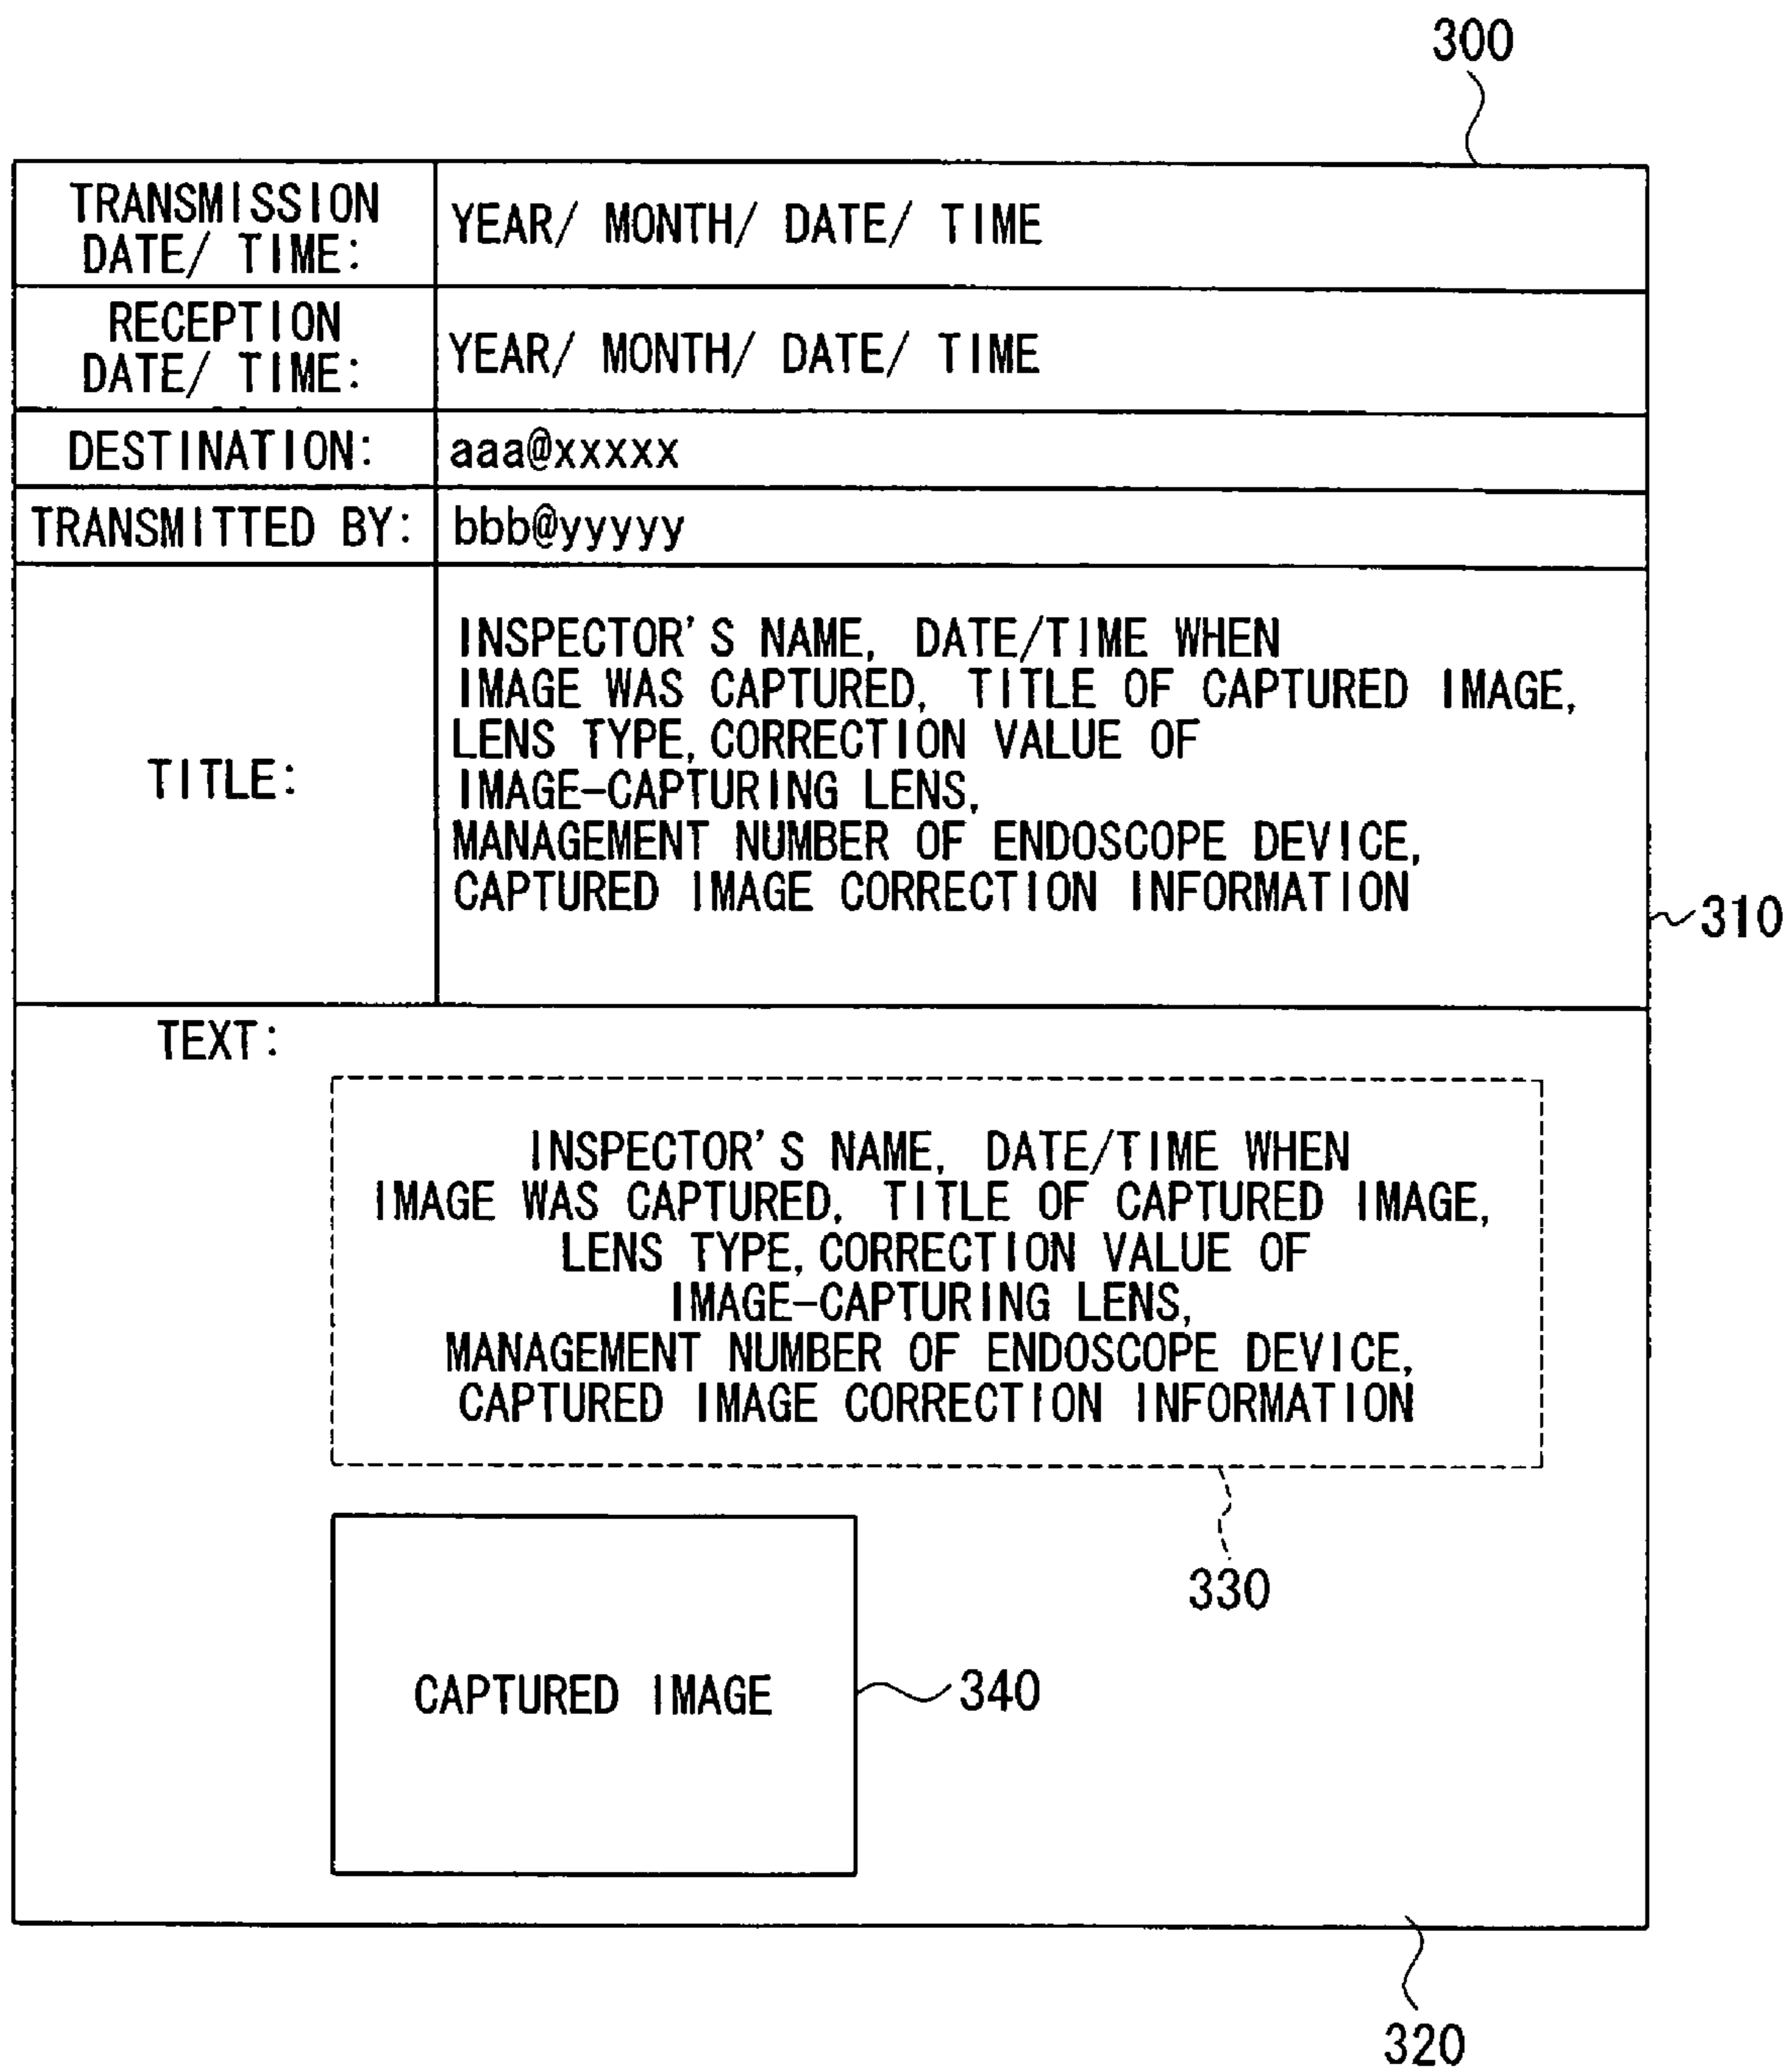 300
TRANSMISSION
DATE/ TIME:
YEAR/ MONTH/ DATE/ TIME
RECEPTION
DATE/ TIME:
YEAR/ MONTH/ DATE/ TIME
DESTINATION:
aaa@xxxxx
TRANSMITTED BY:
bbb@yyyyy
TITLE:
INSPECTOR'S NAME, DATE/TIME WHEN
IMAGE WAS CAPTURED, TITLE OF CAPTURED IMAGE,
LENS TYPE, CORRECTION VALUE OF
IMAGE-CAPTURING LENS,
MANAGEMENT NUMBER OF ENDOSCOPE DEVICE,
CAPTURED IMAGE CORRECTION INFORMATION
310
TEXT:
INSPECTOR'S NAME, DATE/TIME WHEN
IMAGE WAS CAPTURED, TITLE OF CAPTURED IMAGE,
LENS TYPE, CORRECTION VALUE OF
IMAGE-CAPTURING LENS,
MANAGEMENT NUMBER OF ENDOSCOPE DEVICE,
CAPTURED IMAGE CORRECTION INFORMATION
330
CAPTURED IMAGE
340
320